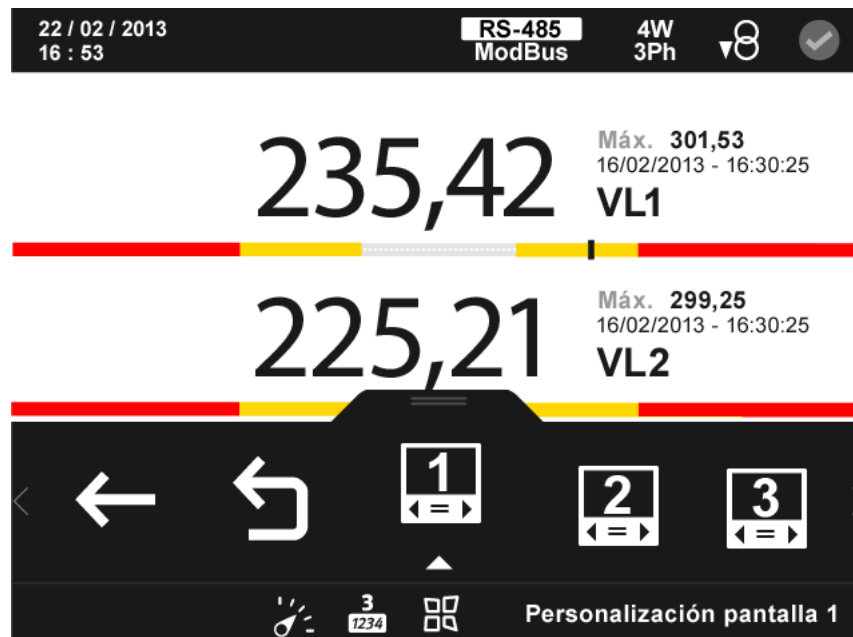 22 / 02 / 2013
16 : 53
RS-485
ModBus
4W
3Ph
235,42
Máx. 301,53
16/02/2013 - 16:30:25
VL1
225,21
Máx. 299,25
16/02/2013 - 16:30:25
VL2
1
2
3
3
1234
Personalización pantalla 1